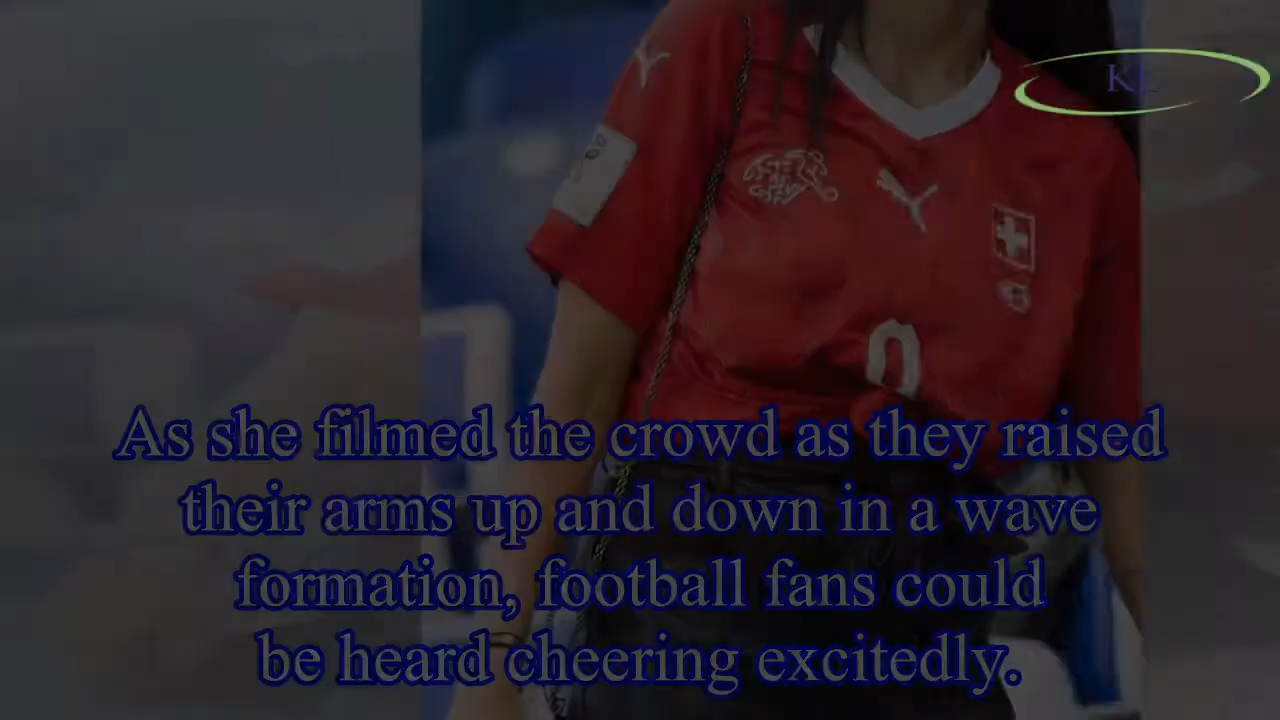 KL
As she filmed the crowd as they raised
their arms up and down in a wave
formation, football fans could
be heard cheering excitedly.
0